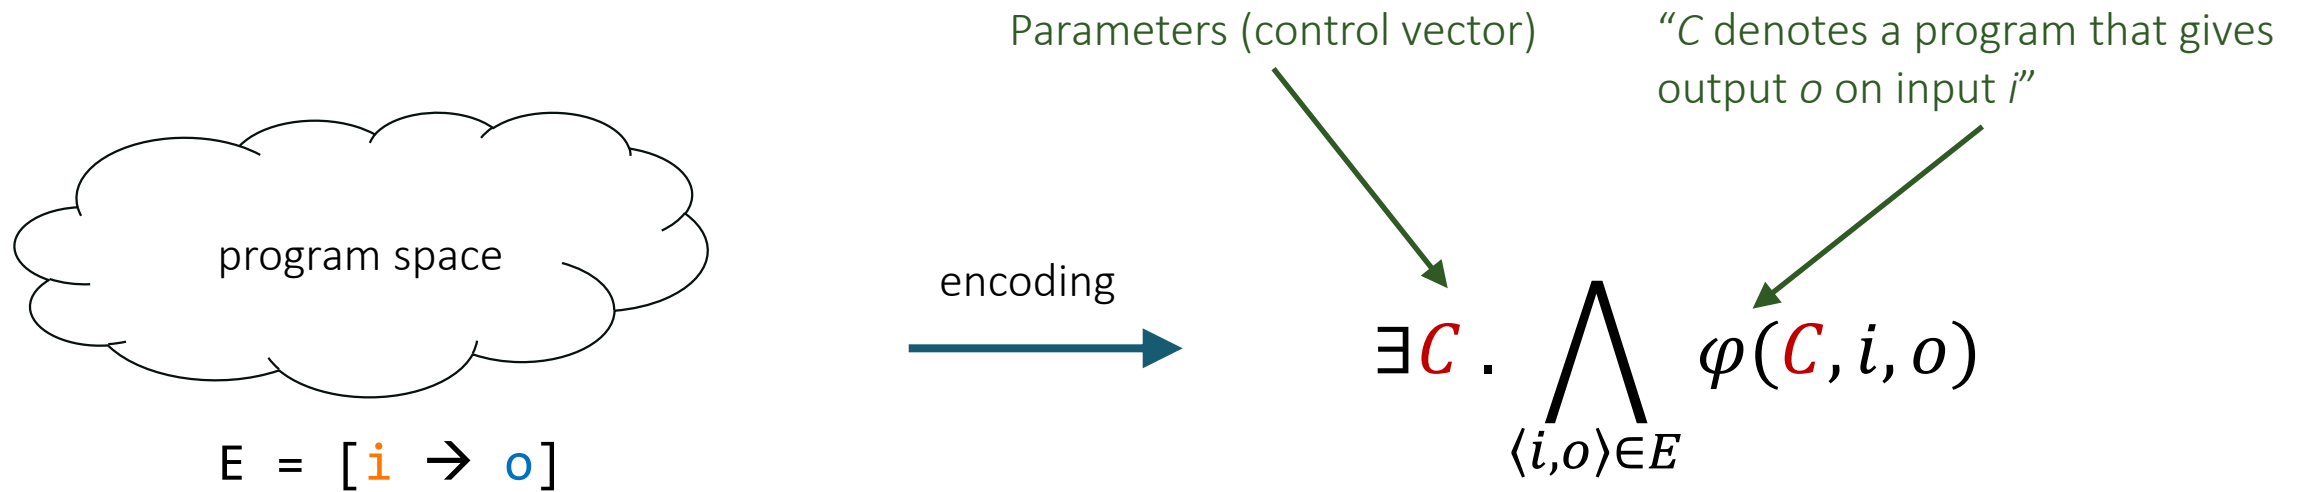 Parameters (control vector)
“C denotes a program that gives
output o on input i”
program space
encoding
∃C . ⋀ φ(C, i, o)
⟨i,o⟩∈E
E = [i → o]